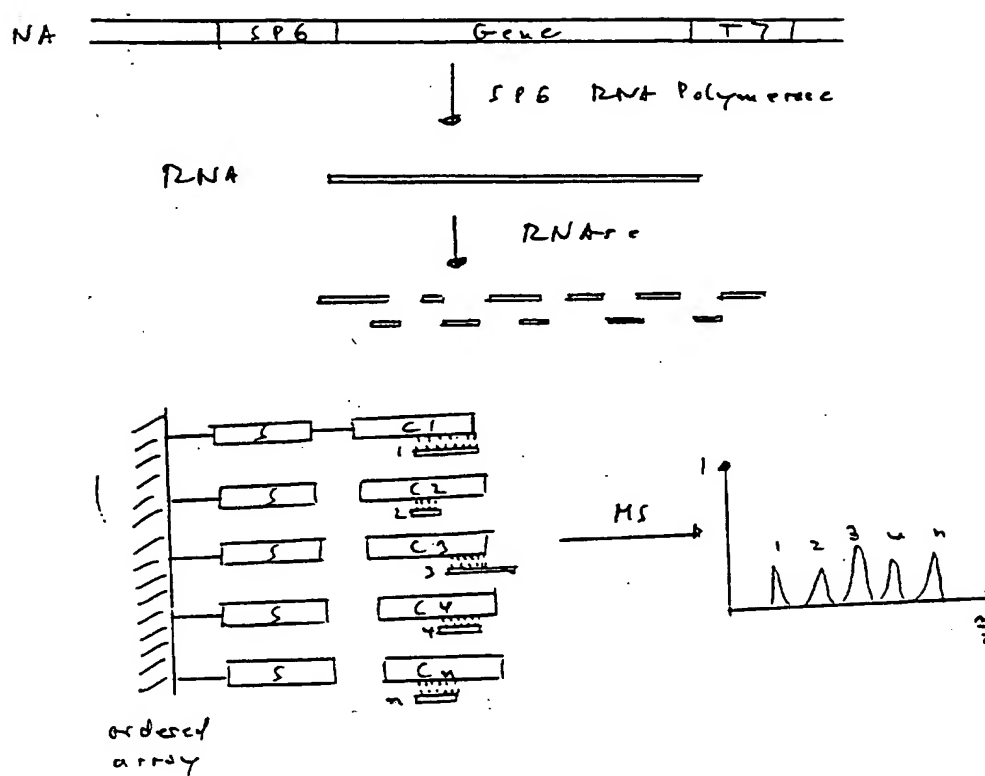 NA SP6 Gene T7
SP6 RNA Polymerase
RNA
RNAse
S C1
1
S C2
2
S C3
3
S C4
4
S Cn
n
MS
1
1 2 3 4 n
ordered
array